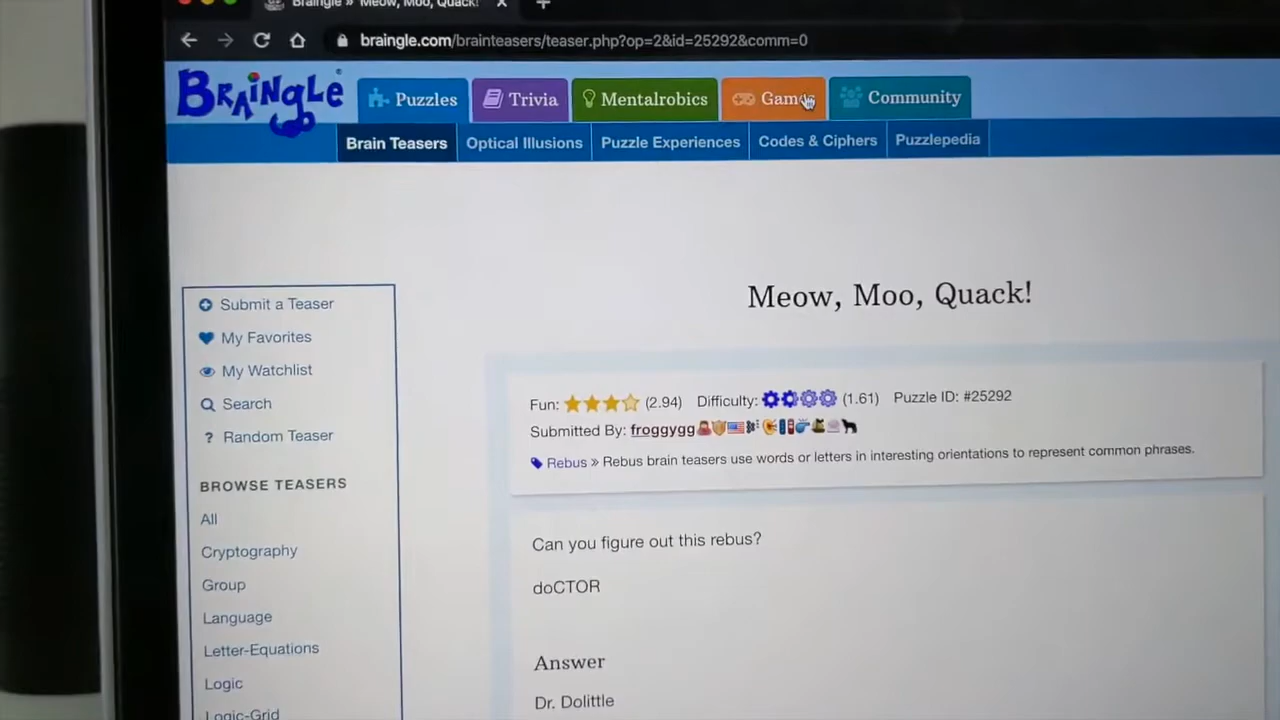 Braingle » Meow, Moo, Quack!
braingle.com/brainteasers/teaser.php?op=2&id=25292&comm=0
BRAINGLE
Puzzles Trivia Mentalrobics Games Community
Brain Teasers Optical Illusions Puzzle Experiences Codes & Ciphers Puzzlepedia
Meow, Moo, Quack!
Submit a Teaser
My Favorites
My Watchlist
Search
? Random Teaser
BROWSE TEASERS
All
Cryptography
Group
Language
Letter-Equations
Logic
Logic-Grid
Fun: (2.94) Difficulty: (1.61) Puzzle ID: #25292
Submitted By: froggygg
Rebus » Rebus brain teasers use words or letters in interesting orientations to represent common phrases.
Can you figure out this rebus?
doCTOR
Answer
Dr. Dolittle